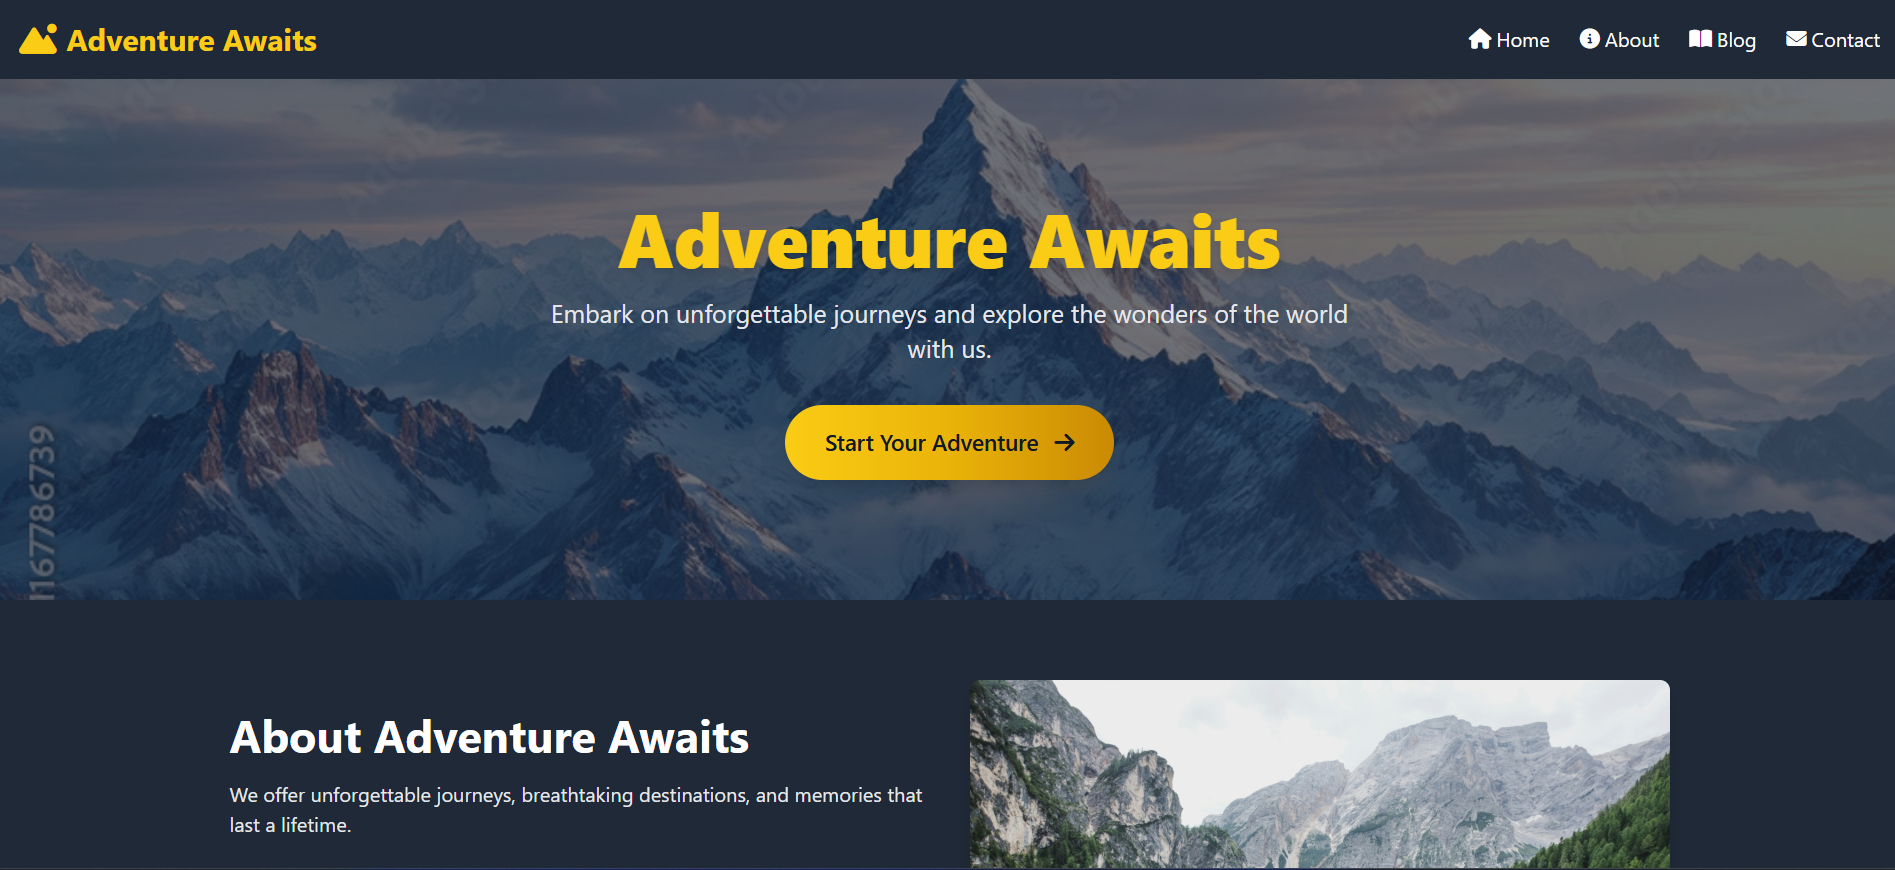 Adventure Awaits
Home
About
Blog
Contact
Adventure Awaits
Embark on unforgettable journeys and explore the wonders of the world
with us.
Start Your Adventure
1167786739
About Adventure Awaits
We offer unforgettable journeys, breathtaking destinations, and memories that
last a lifetime.